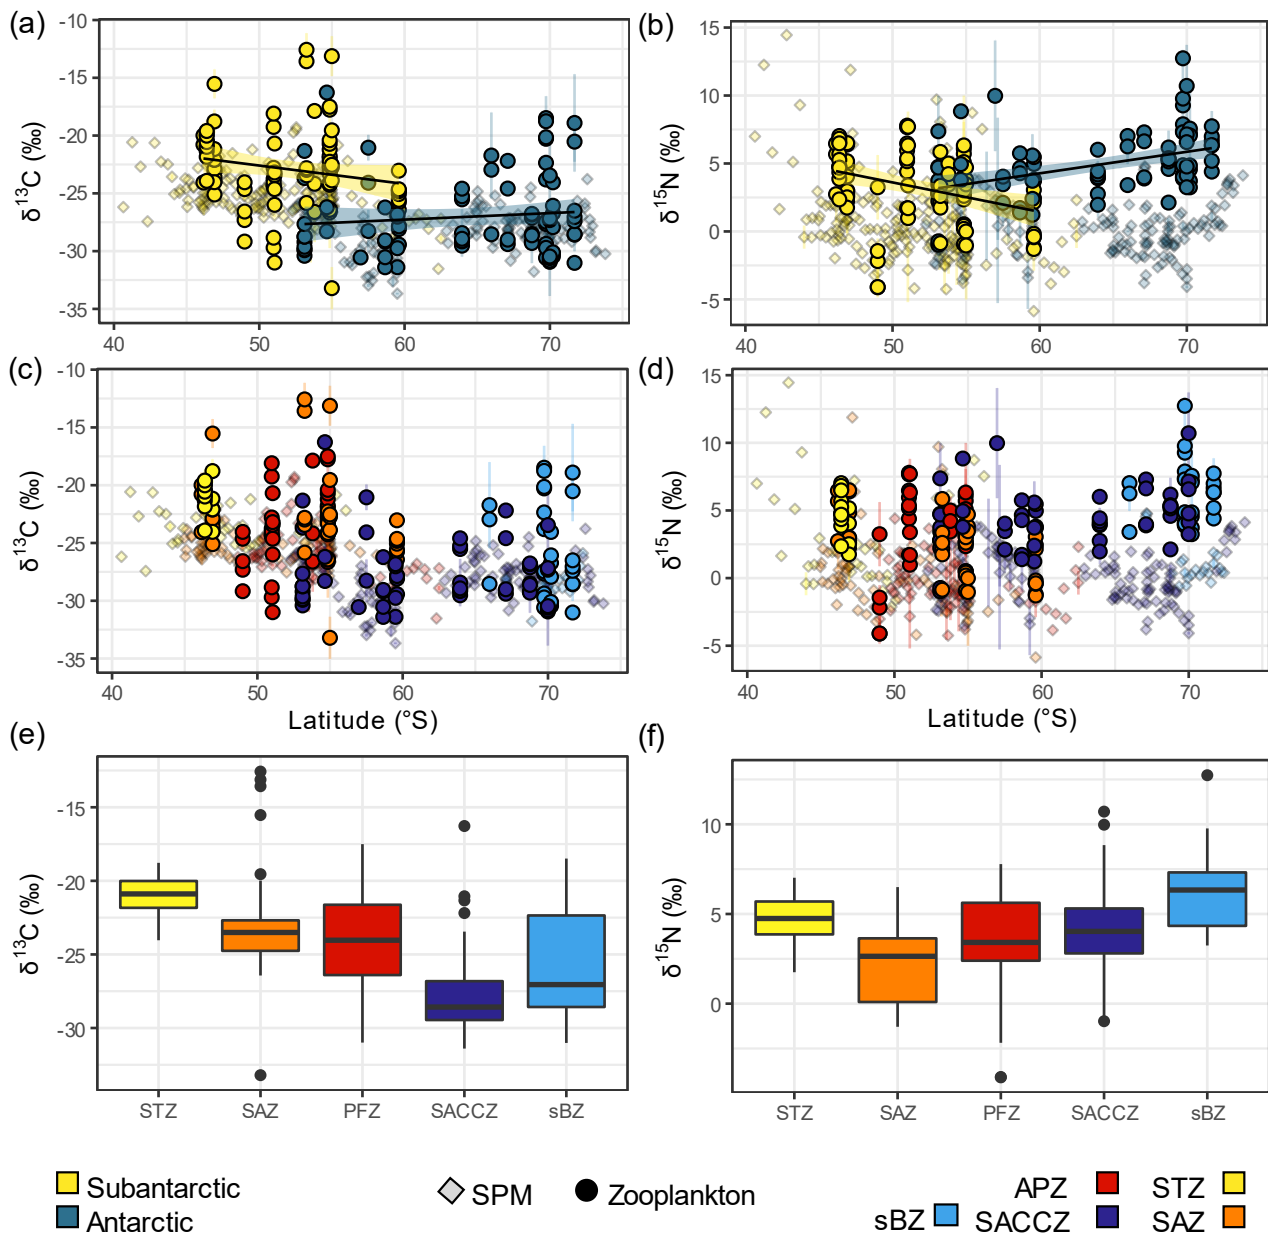 (a)
δ13C (‰)
-10
-15
-20
-25
-30
-35
40 50 60 70
(b)
δ15N (‰)
15
10
5
0
-5
40 50 60 70
(c)
δ13C (‰)
-10
-15
-20
-25
-30
-35
40 50 60 70
Latitude (°S)
(d)
δ15N (‰)
15
10
5
0
-5
40 50 60 70
Latitude (°S)
(e)
δ13C (‰)
-15
-20
-25
-30
STZ SAZ PFZ SACCZ sBZ
(f)
δ15N (‰)
10
5
0
STZ SAZ PFZ SACCZ sBZ
Subantarctic
Antarctic
SPM Zooplankton
APZ STZ
sBZ SACCZ SAZ